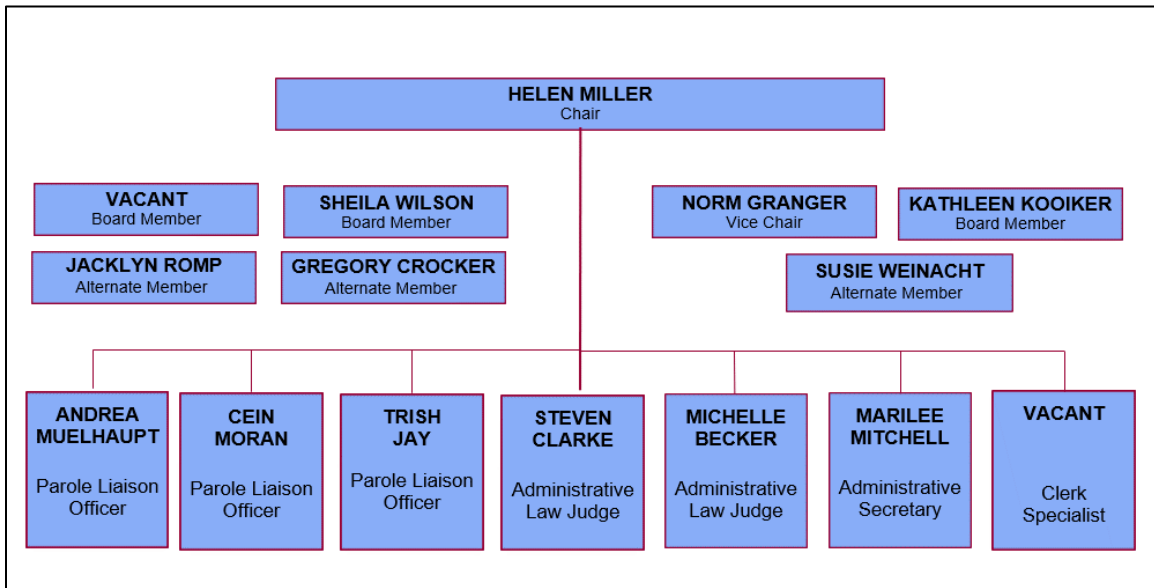 HELEN MILLER
Chair
VACANT
Board Member
SHEILA WILSON
Board Member
NORM GRANGER
Vice Chair
KATHLEEN KOOIKER
Board Member
JACKLYN ROMP
Alternate Member
GREGORY CROCKER
Alternate Member
SUSIE WEINACHT
Alternate Member
ANDREA
MUELHAUPT
Parole Liaison
Officer
CEIN
MORAN
Parole Liaison
Officer
TRISH
JAY
Parole Liaison
Officer
STEVEN
CLARKE
Administrative
Law Judge
MICHELLE
BECKER
Administrative
Law Judge
MARILEE
MITCHELL
Administrative
Secretary
VACANT
Clerk
Specialist